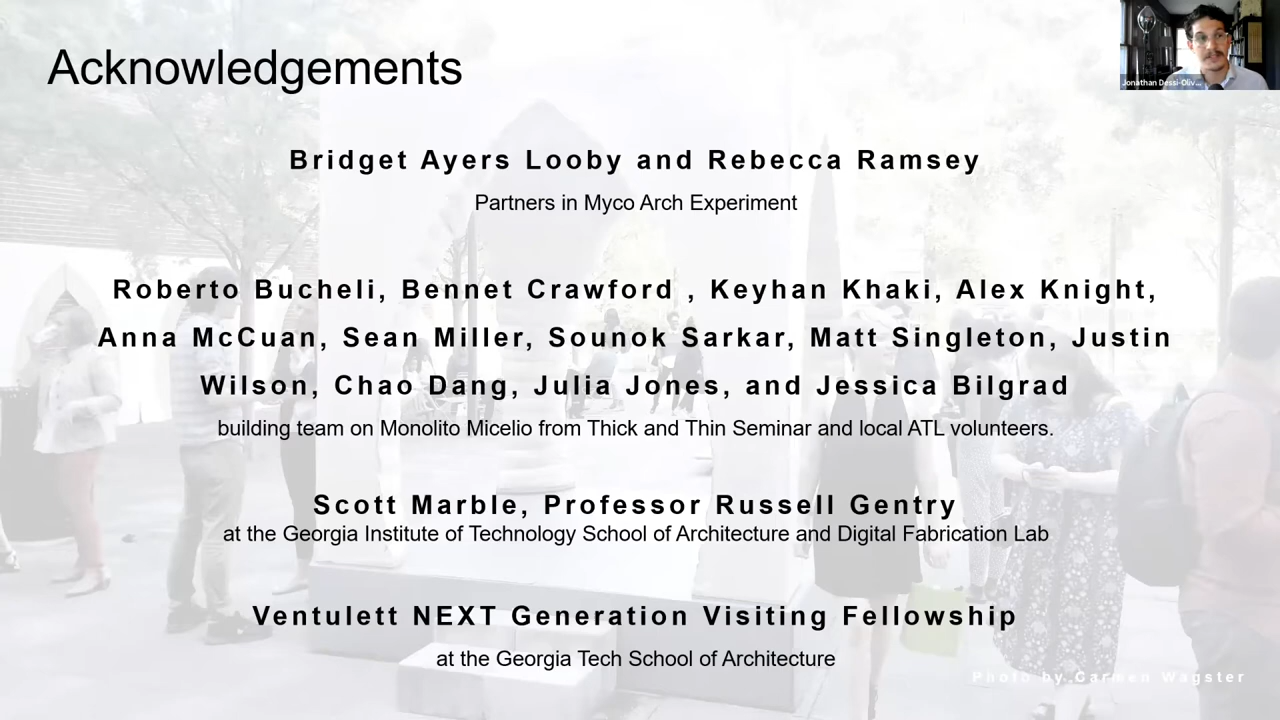 Acknowledgements
Jonathan Dessi-Oliv...
Bridget Ayers Looby and Rebecca Ramsey
Partners in Myco Arch Experiment
Roberto Bucheli, Bennet Crawford , Keyhan Khaki, Alex Knight,
Anna McCuan, Sean Miller, Sounok Sarkar, Matt Singleton, Justin
Wilson, Chao Dang, Julia Jones, and Jessica Bilgrad
building team on Monolito Micelio from Thick and Thin Seminar and local ATL volunteers.
Scott Marble, Professor Russell Gentry
at the Georgia Institute of Technology School of Architecture and Digital Fabrication Lab
Ventulett NEXT Generation Visiting Fellowship
at the Georgia Tech School of Architecture
Photo by Carmen Wagster